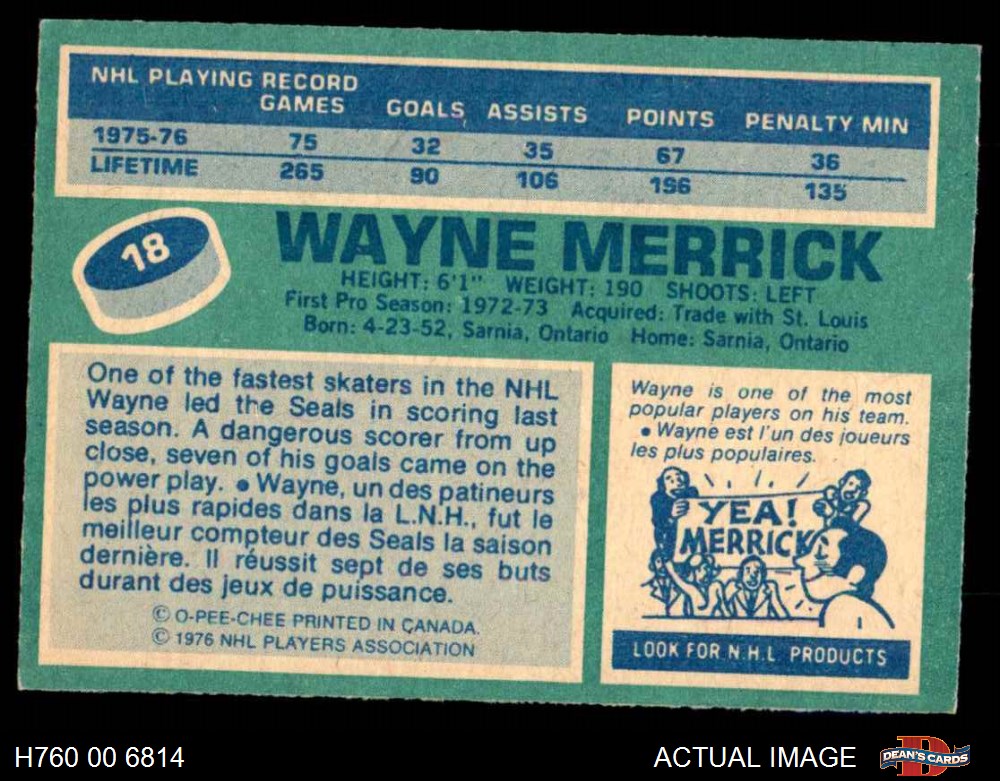 NHL PLAYING RECORD
GAMES GOALS ASSISTS POINTS PENALTY MIN
1975-76 75 32 35 67 36
LIFETIME 265 90 106 196 135
18
WAYNE MERRICK
HEIGHT: 6'1" WEIGHT: 190 SHOOTS: LEFT
First Pro Season: 1972-73 Acquired: Trade with St. Louis
Born: 4-23-52, Sarnia, Ontario Home: Sarnia, Ontario
One of the fastest skaters in the NHL
Wayne led the Seals in scoring last
season. A dangerous scorer from up
close, seven of his goals came on the
power play. • Wayne, un des patineurs
les plus rapides dans la L.N.H., fut le
meilleur compteur des Seals la saison
dernière. Il réussit sept de ses buts
durant des jeux de puissance.
© O-PEE-CHEE PRINTED IN CANADA.
© 1976 NHL PLAYERS ASSOCIATION
Wayne is one of the most
popular players on his team.
• Wayne est l'un des joueurs
les plus populaires.
YEA!
MERRICK
LOOK FOR N.H.L. PRODUCTS
H760 00 6814
ACTUAL IMAGE
D
DEAN'S CARDS